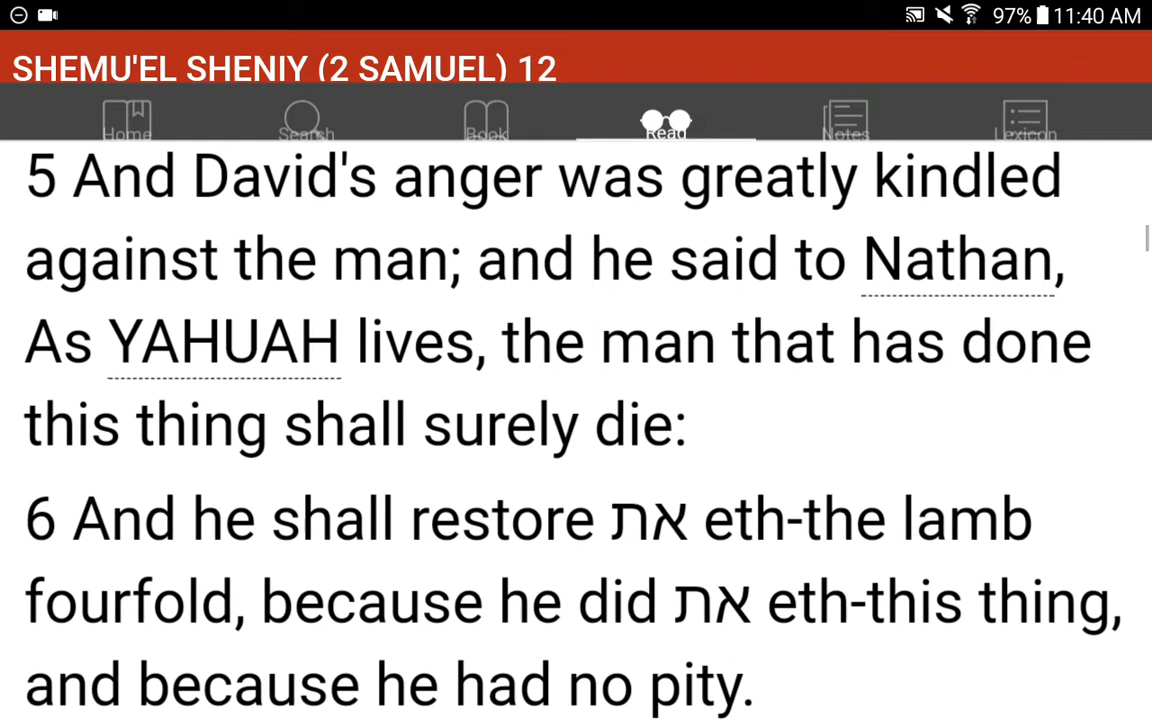 97% 11:40 AM
SHEMU'EL SHENIY (2 SAMUEL) 12
Home Search Book Read Notes Lexicon
5 And David's anger was greatly kindled
against the man; and he said to Nathan,
As YAHUAH lives, the man that has done
this thing shall surely die:
6 And he shall restore את eth-the lamb
fourfold, because he did את eth-this thing,
and because he had no pity.